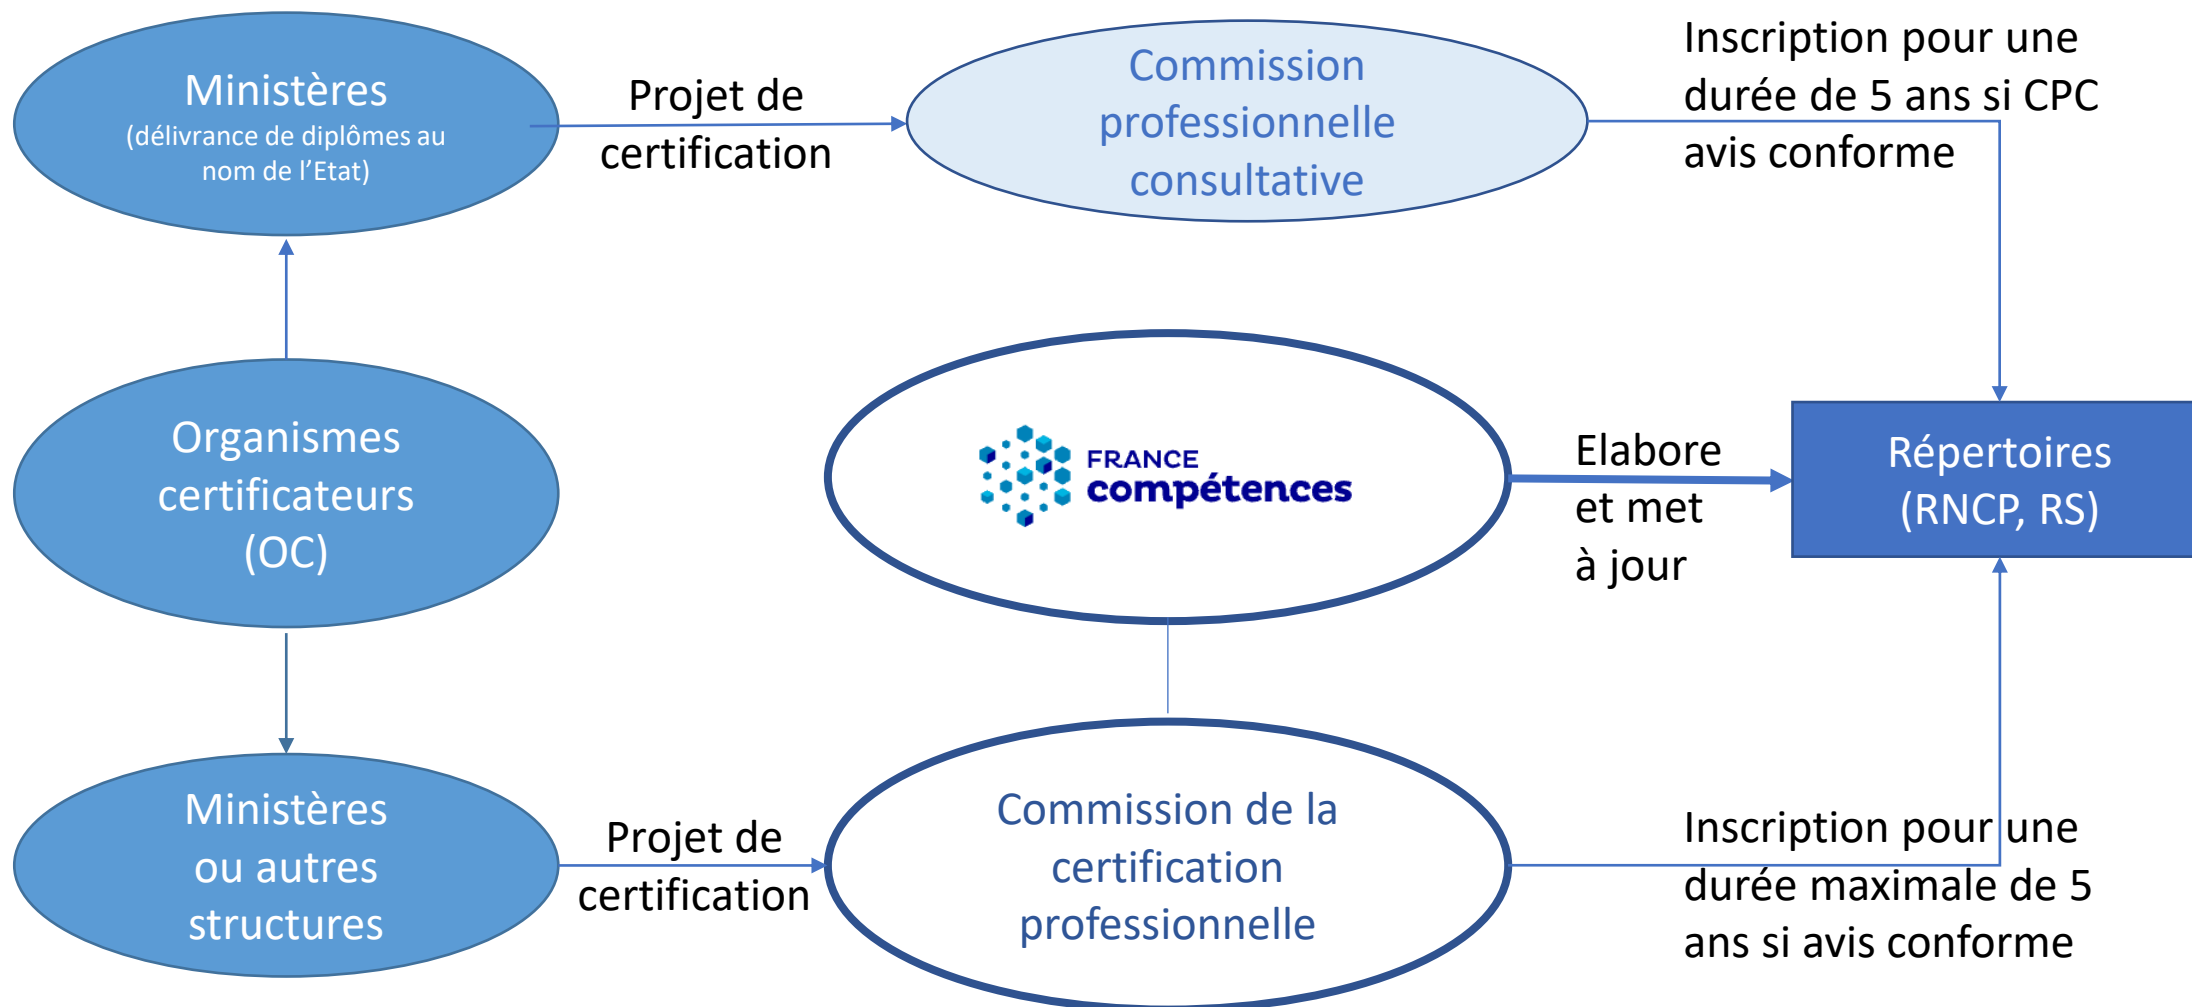 Ministères
(délivrance de diplômes au
nom de l’Etat)
Projet de
certification
Commission
professionnelle
consultative
Inscription pour une
durée de 5 ans si CPC
avis conforme
Organismes
certificateurs
(OC)
FRANCE
compétences
Elabore
et met
à jour
Répertoires
(RNCP, RS)
Ministères
ou autres
structures
Projet de
certification
Commission de la
certification
professionnelle
Inscription pour une
durée maximale de 5
ans si avis conforme